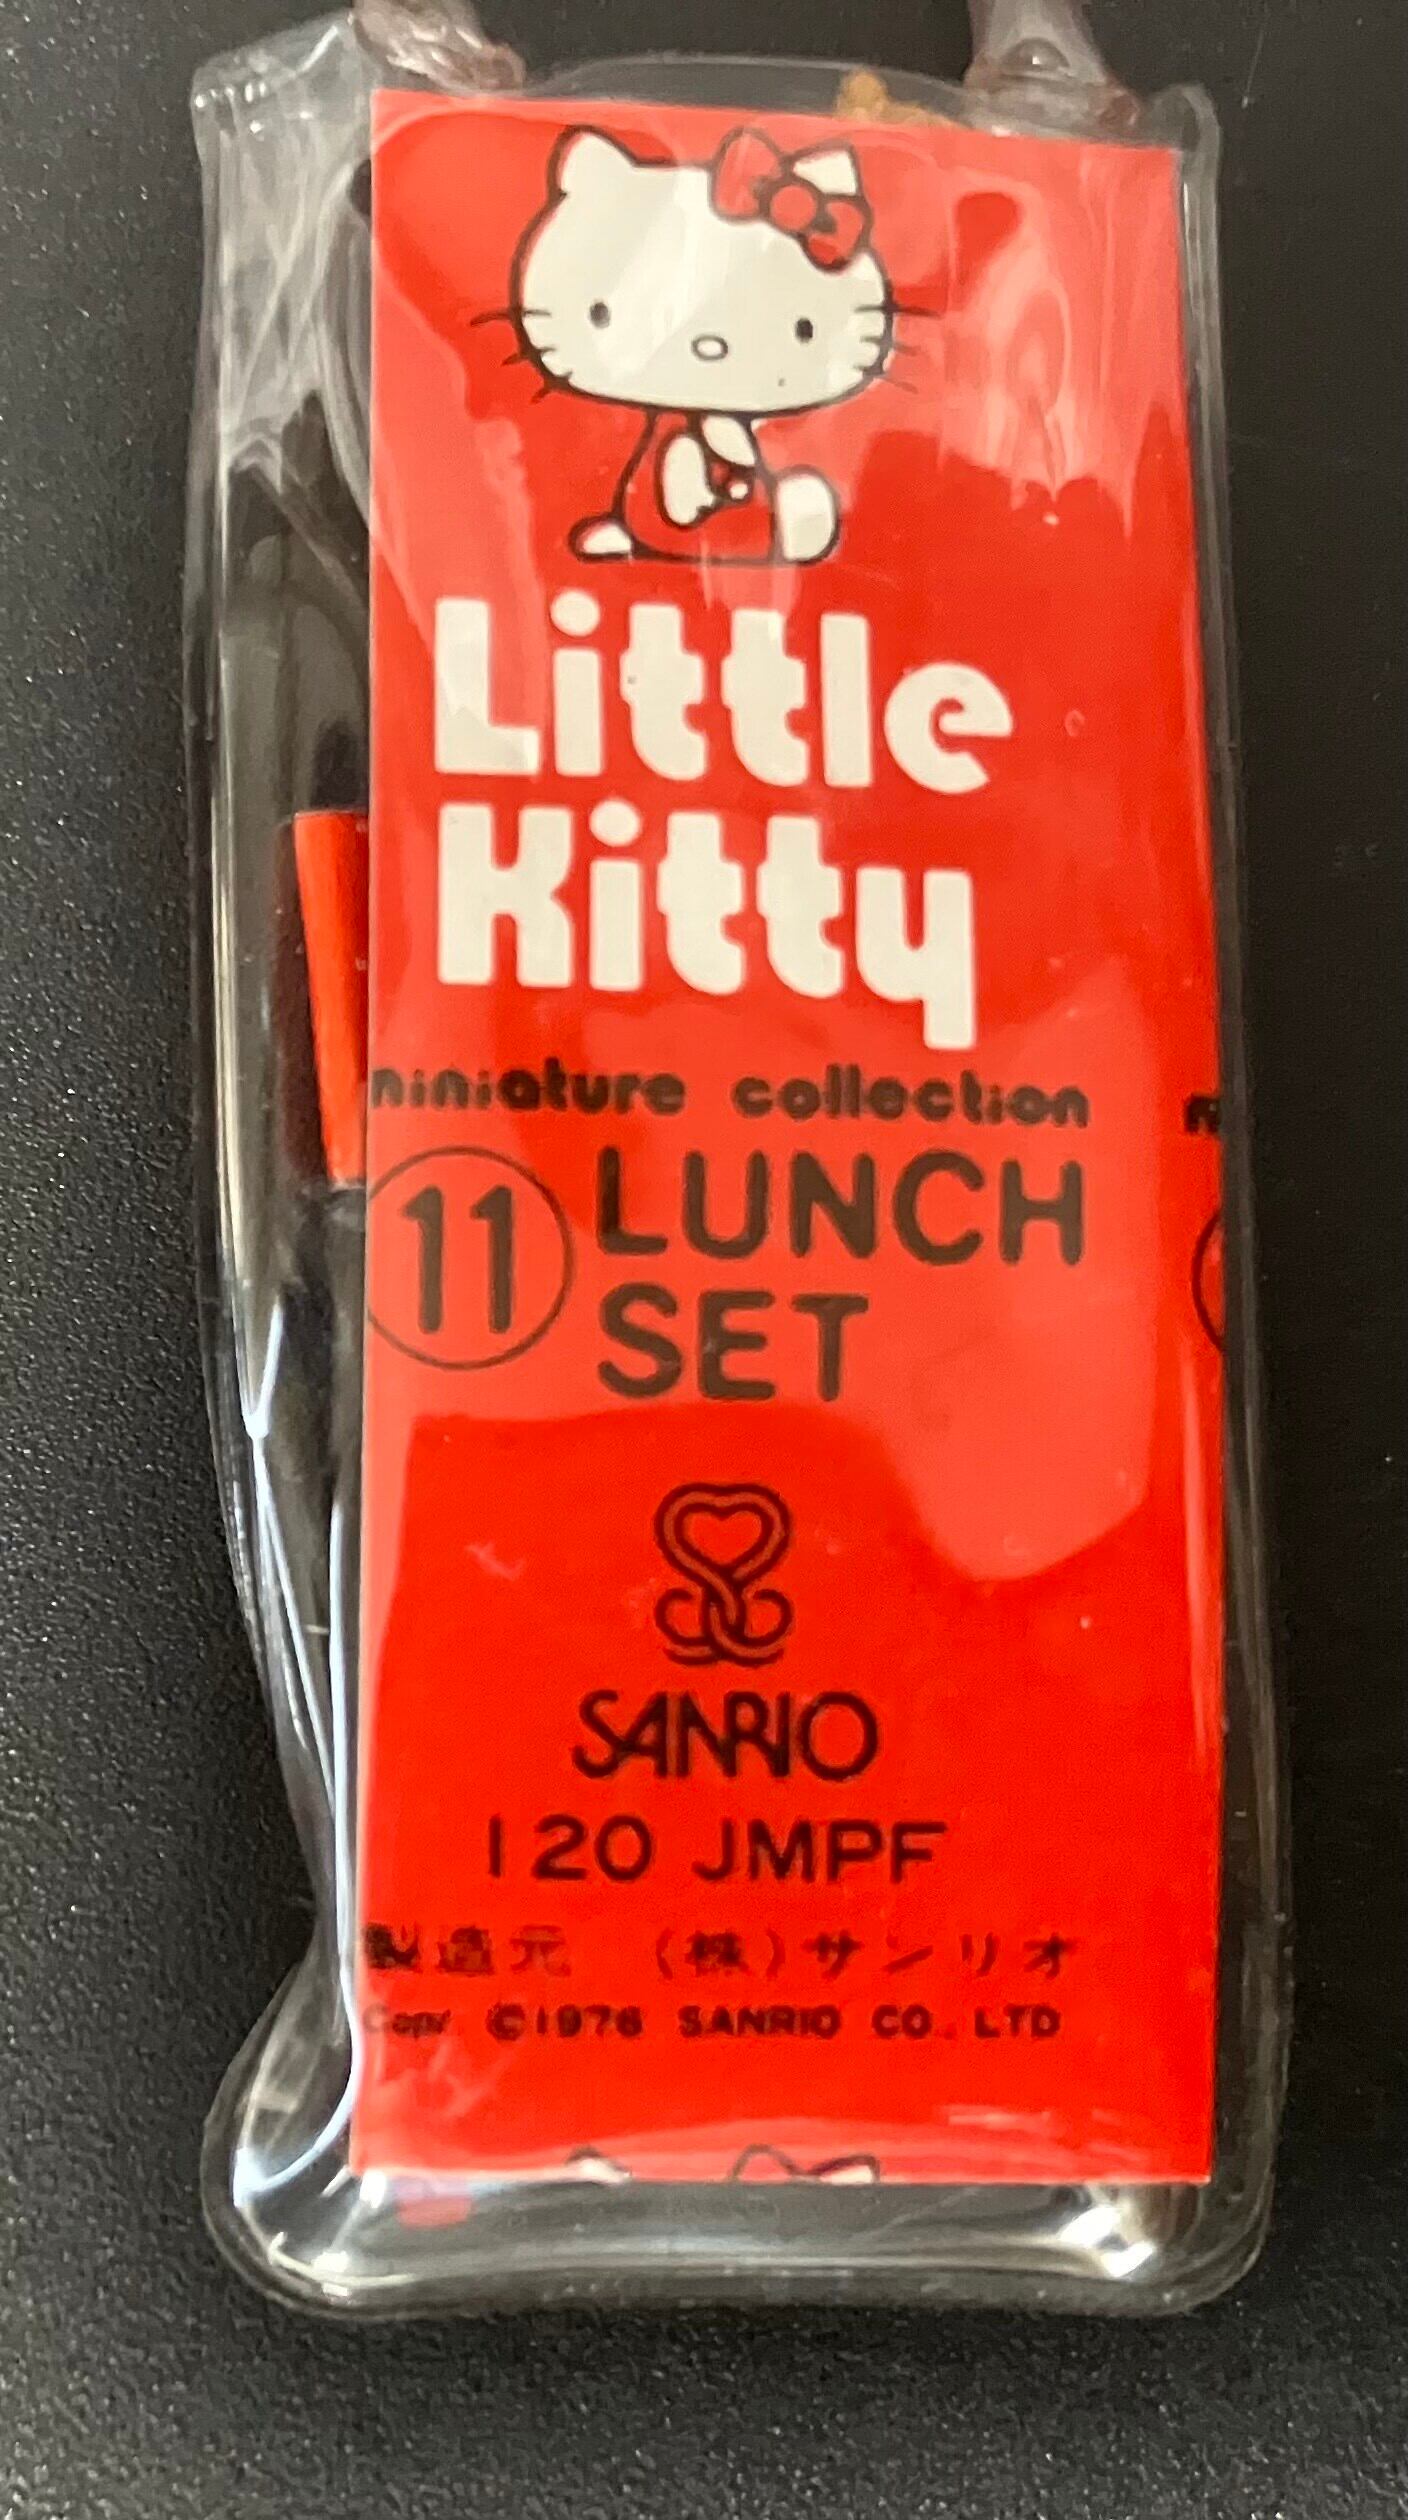 Little
Kitty
miniature collection
11 LUNCH
SET
SANRIO
120 JMPF
製造元 (株)サンリオ
Copr. ©1976 SANRIO CO., LTD